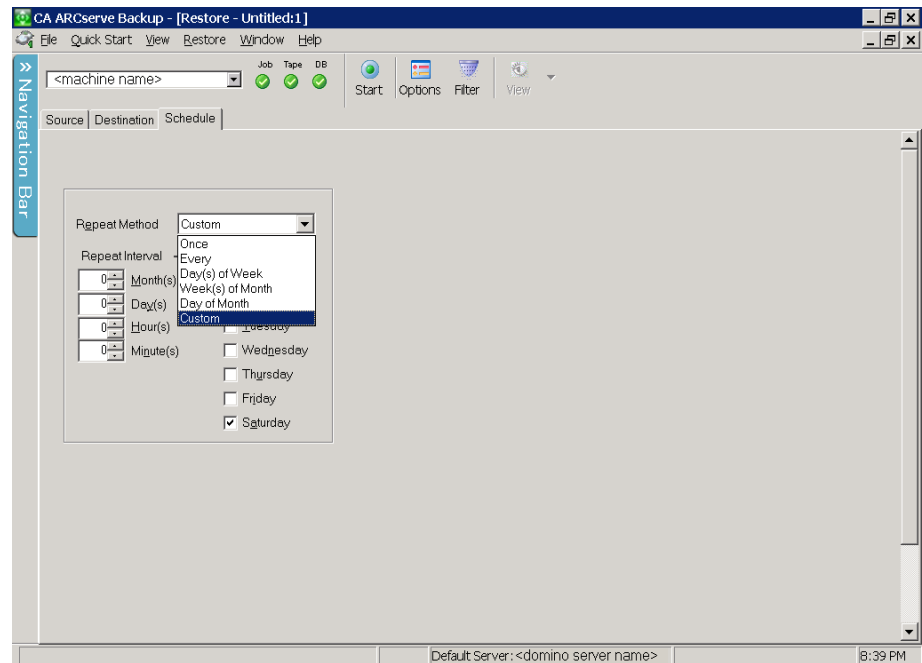 CA ARCserve Backup - [Restore - Untitled:1]
File Quick Start View Restore Window Help
Job Tape DB
<machine name>
Start Options Filter View
Source Destination Schedule
» Navigation Bar
Repeat Method Custom
Once
Repeat Interval Every
Day(s) of Week
0 Month(s) Week(s) of Month
0 Day(s) Day of Month
Custom
0 Hour(s) Tuesday
0 Minute(s) Wednesday
Thursday
Friday
Saturday
Default Server: <domino server name> 8:39 PM